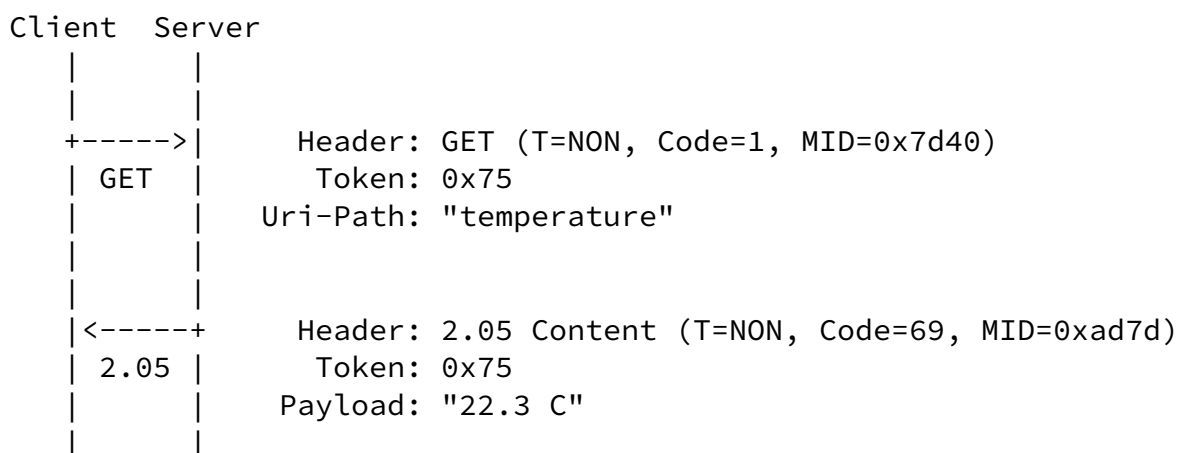 Client  Server
   |      |
   |      |
   +----->|     Header: GET (T=NON, Code=1, MID=0x7d40)
   | GET  |      Token: 0x75
   |      |   Uri-Path: "temperature"
   |      |
   |      |
   |<-----+     Header: 2.05 Content (T=NON, Code=69, MID=0xad7d)
   | 2.05 |      Token: 0x75
   |      |    Payload: "22.3 C"
   |      |